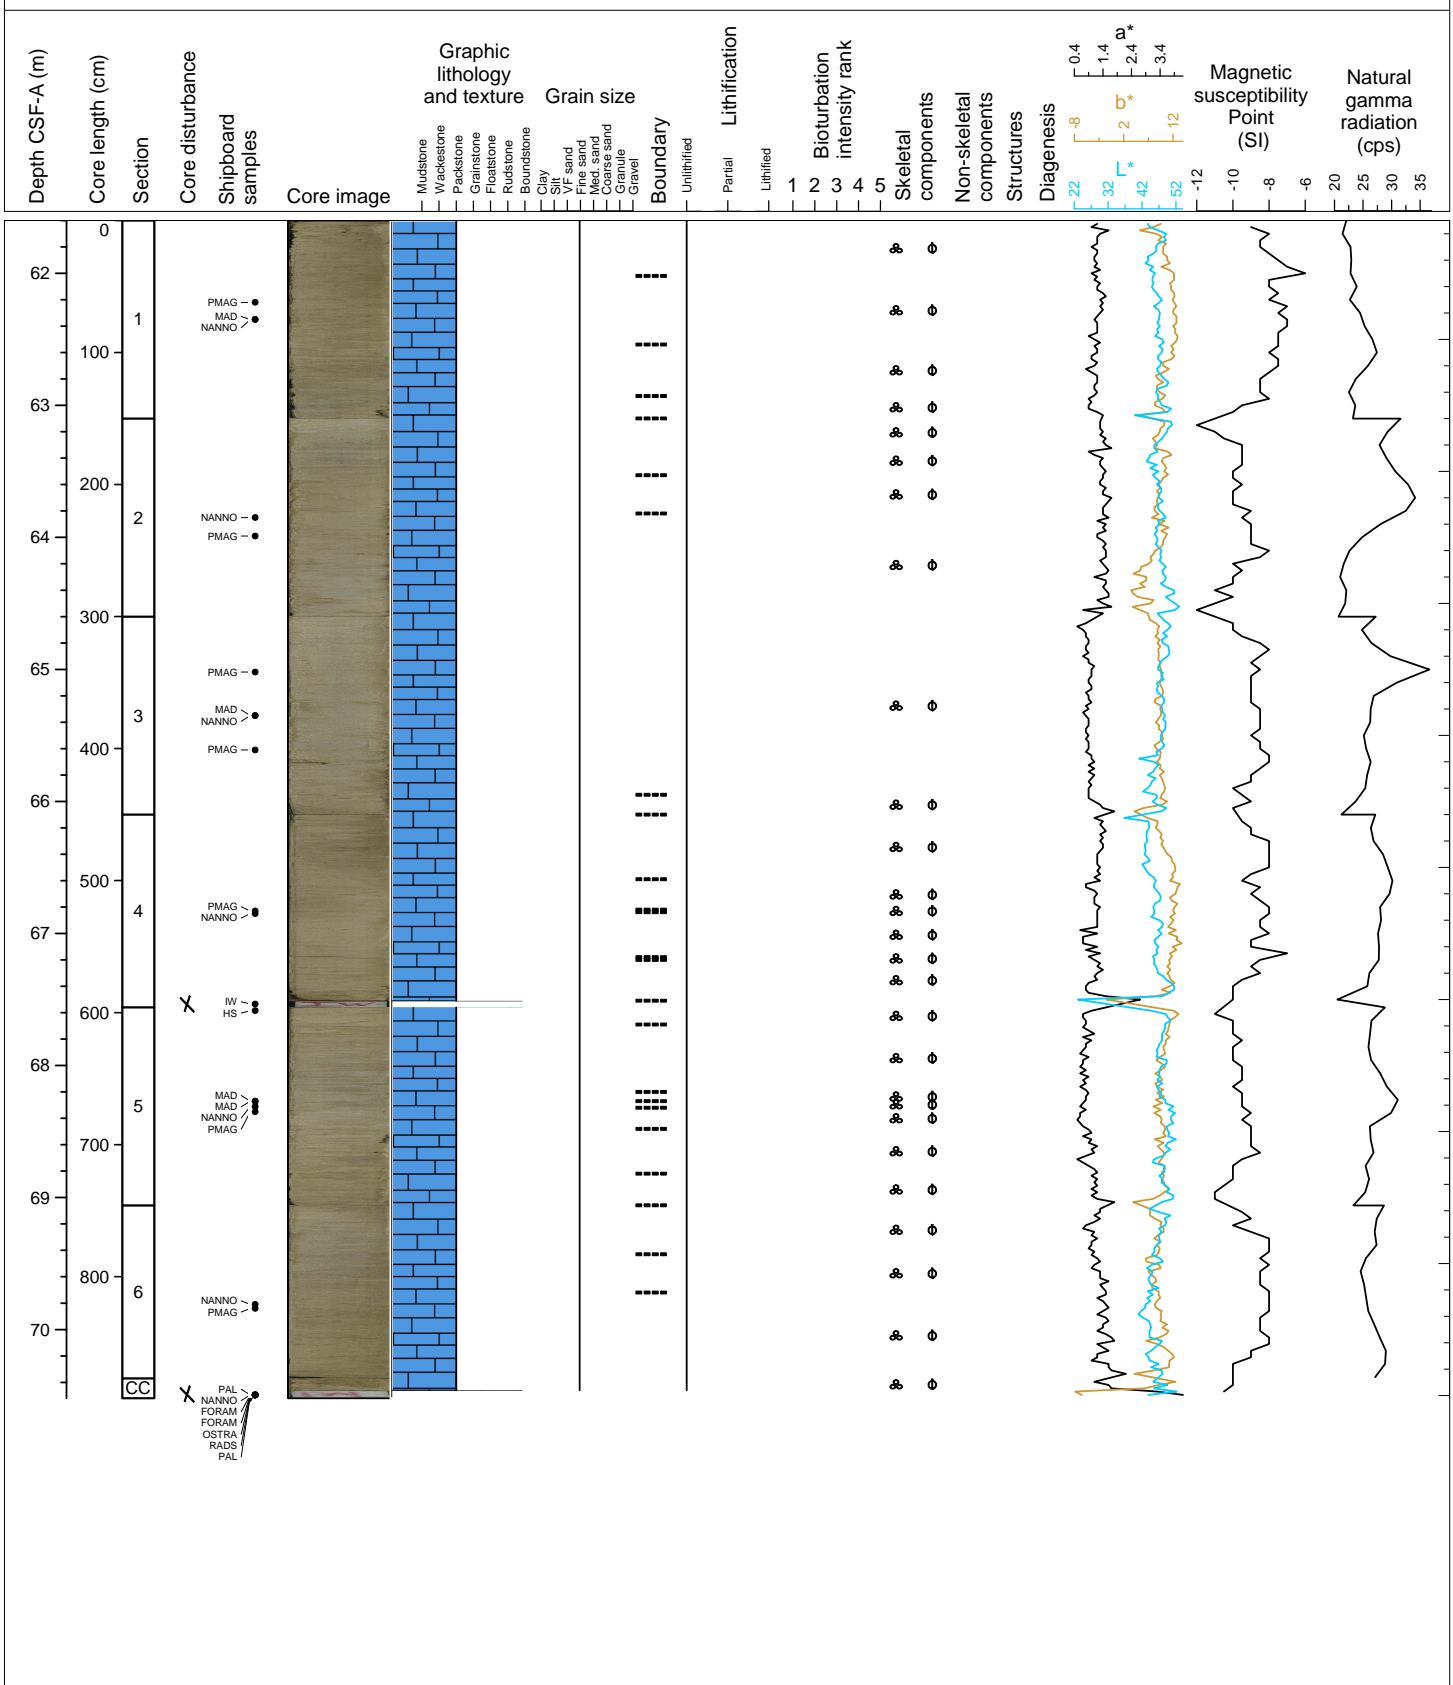 Depth CSF-A (m)
Core length (cm)
Section
Core disturbance
Shipboard
samples
Core image
Graphic
lithology
and texture
Mudstone
Wackestone
Packstone
Grainstone
Floatstone
Rudstone
Boundstone
Grain size
Clay
Silt
VF sand
Fine sand
Med. sand
Coarse sand
Granule
Gravel
Boundary
Lithification
Unlithified
Partial
Lithified
Bioturbation
intensity rank
1 2 3 4 5
Skeletal
components
Non-skeletal
components
Structures
Diagenesis
a*
0.4 1.4 2.4 3.4
b*
-8 2 12
L*
22 32 42 52
Magnetic
susceptibility
Point
(SI)
-12 -10 -8 -6
Natural
gamma
radiation
(cps)
20 25 30 35
0
62
PMAG
1
MAD
NANNO
100
63
200
2
NANNO
PMAG
64
300
65
PMAG
3
MAD
NANNO
400
PMAG
66
500
4
PMAG
NANNO
67
IW
HS
600
68
MAD
5
MAD
NANNO
PMAG
700
69
800
6
NANNO
PMAG
70
CC
PAL
NANNO
FORAM
FORAM
OSTRA
RADS
PAL